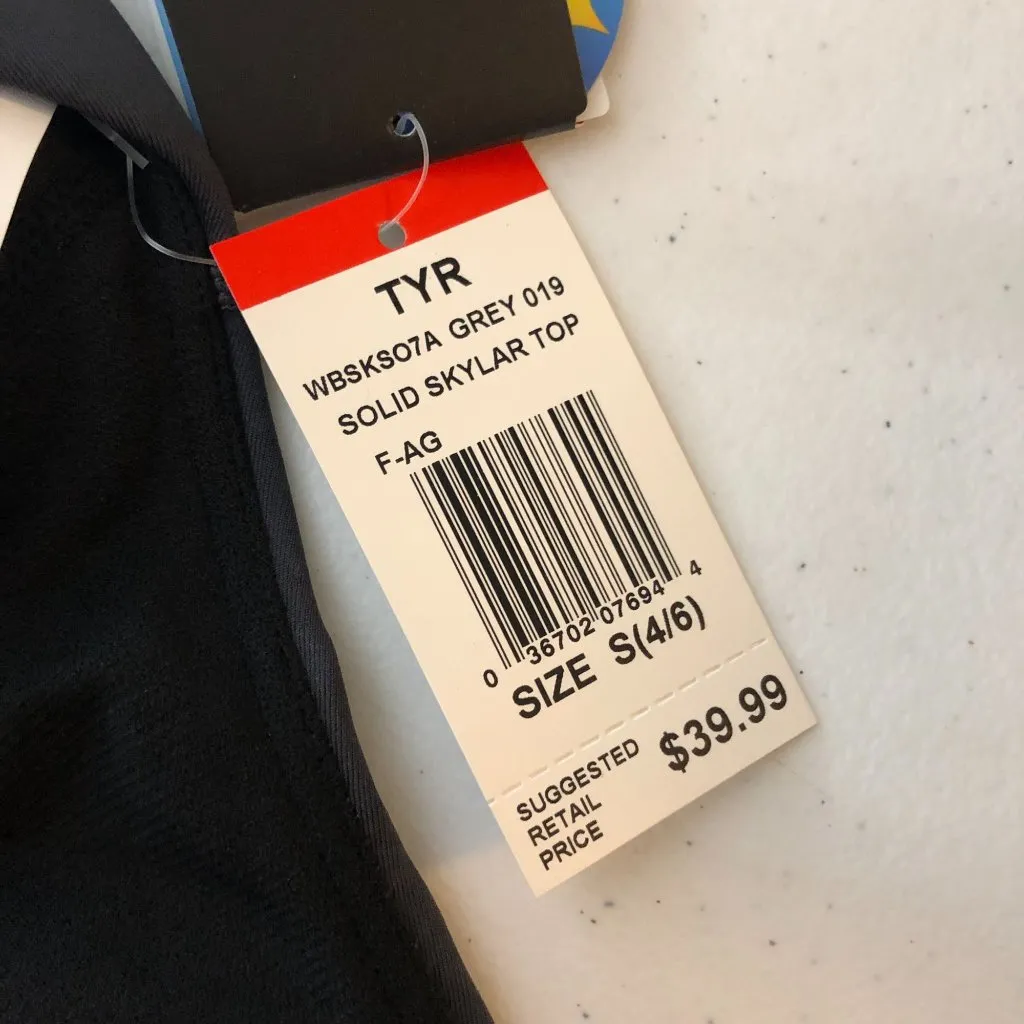 TYR
WBSKSO7A GREY 019
SOLID SKYLAR TOP
F-AG
0 36702 07694 4
SIZE S(4/6)
SUGGESTED
RETAIL
PRICE
$39.99